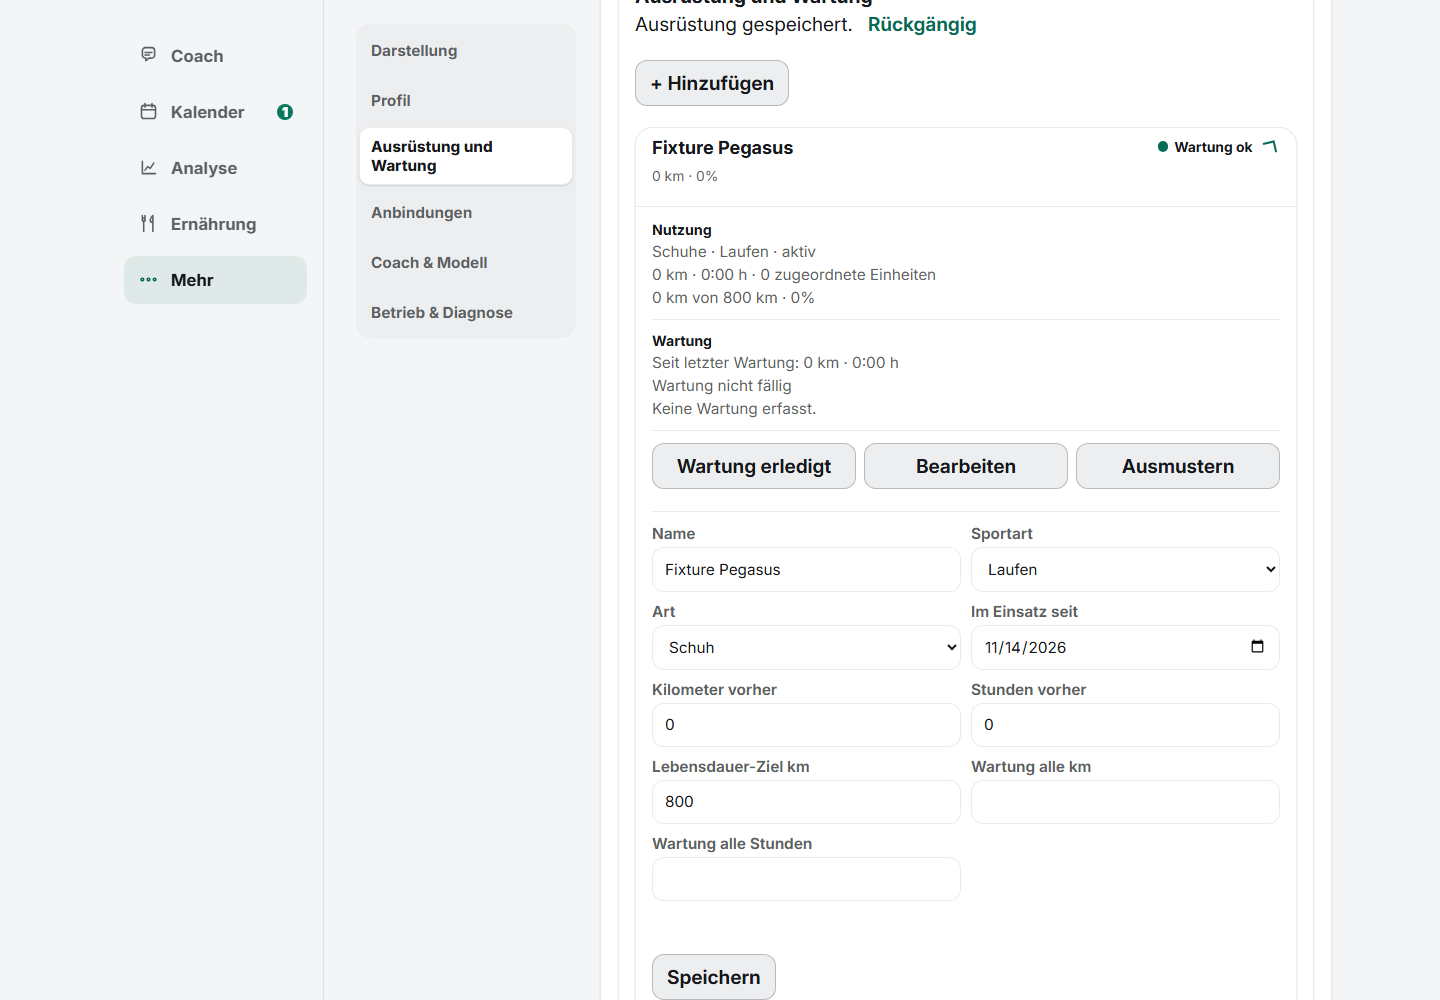 Coach
Kalender 1
Analyse
Ernährung
Mehr
Darstellung
Profil
Ausrüstung und
Wartung
Anbindungen
Coach & Modell
Betrieb & Diagnose
Ausrüstung und Wartung
Ausrüstung gespeichert. Rückgängig
+ Hinzufügen
Fixture Pegasus
Wartung ok
0 km · 0%
Nutzung
Schuhe · Laufen · aktiv
0 km · 0:00 h · 0 zugeordnete Einheiten
0 km von 800 km · 0%
Wartung
Seit letzter Wartung: 0 km · 0:00 h
Wartung nicht fällig
Keine Wartung erfasst.
Wartung erledigt Bearbeiten Ausmustern
Name Sportart
Fixture Pegasus Laufen
Art Im Einsatz seit
Schuh 11/14/2026
Kilometer vorher Stunden vorher
0 0
Lebensdauer-Ziel km Wartung alle km
800
Wartung alle Stunden
Speichern